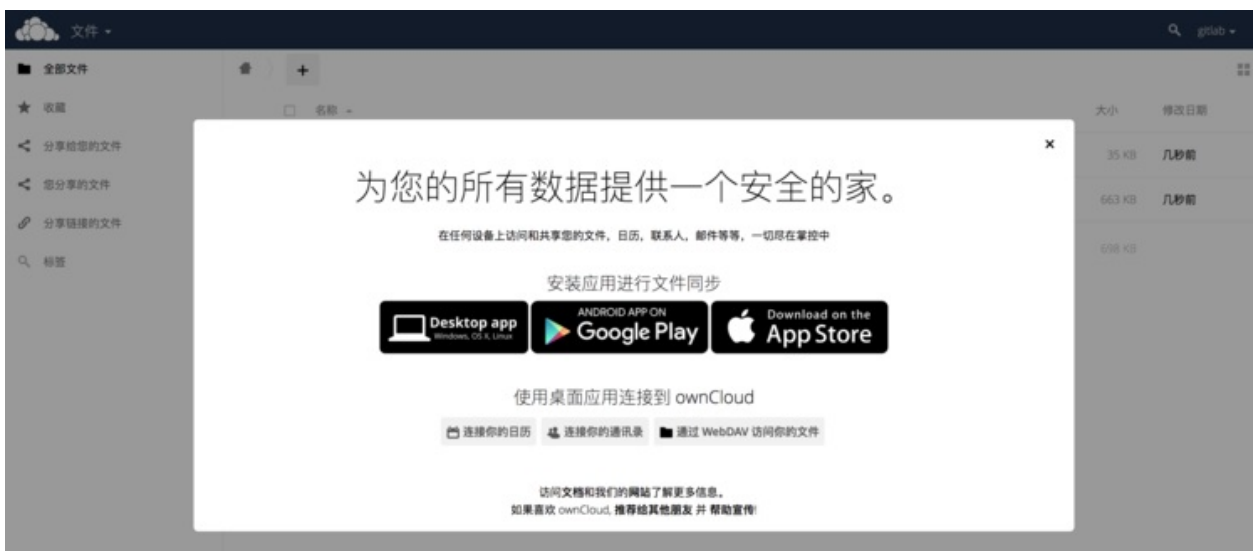 文件
gitlab
全部文件
收藏
分享给您的文件
您分享的文件
分享链接的文件
标签
名称
大小
修改日期
35 KB
几秒前
663 KB
几秒前
698 KB
为您的所有数据提供一个安全的家。
在任何设备上访问和共享您的文件，日历，联系人，邮件等等，一切尽在掌控中
安装应用进行文件同步
Desktop app
Windows, OS X, Linux
ANDROID APP ON
Google Play
Download on the
App Store
使用桌面应用连接到 ownCloud
连接你的日历 连接你的通讯录 通过 WebDAV 访问你的文件
访问文档和我们的网站了解更多信息。
如果喜欢 ownCloud, 推荐给其他朋友 并 帮助宣传!